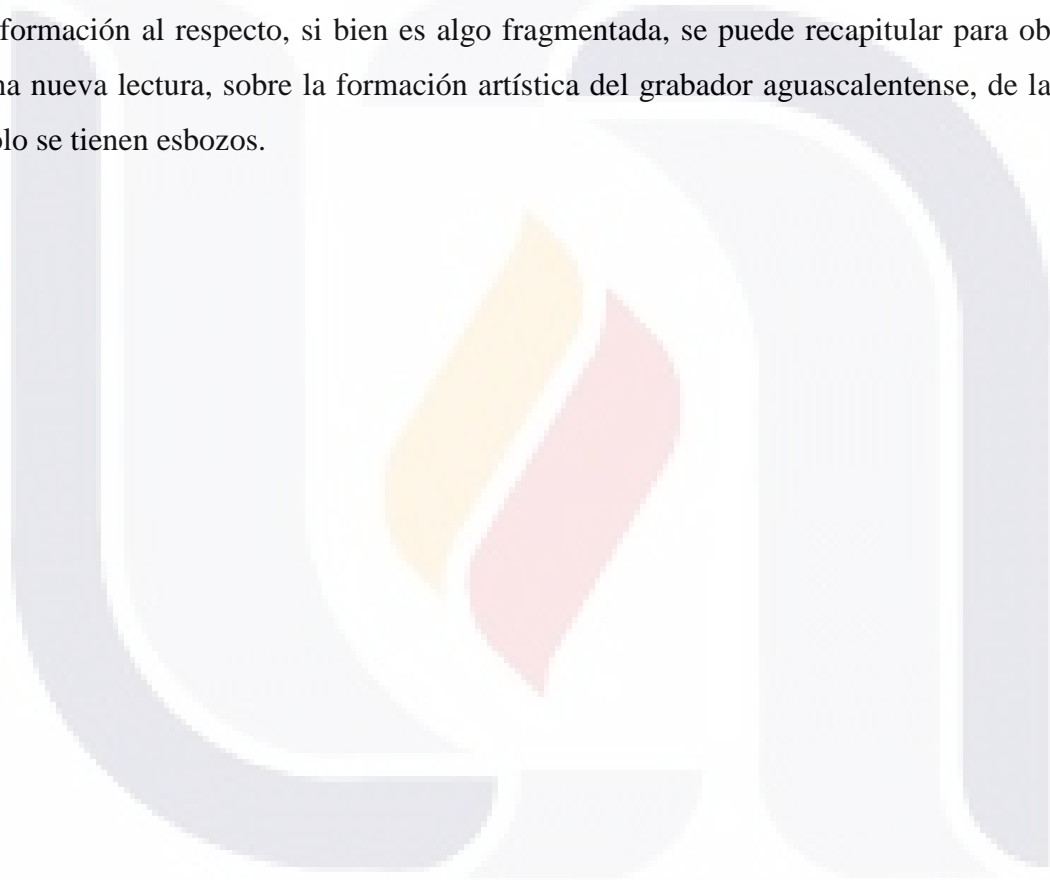 formación al respecto, si bien es algo fragmentada, se puede recapitular para ob
na nueva lectura, sobre la formación artística del grabador aguascalentense, de la
lo se tienen esbozos.